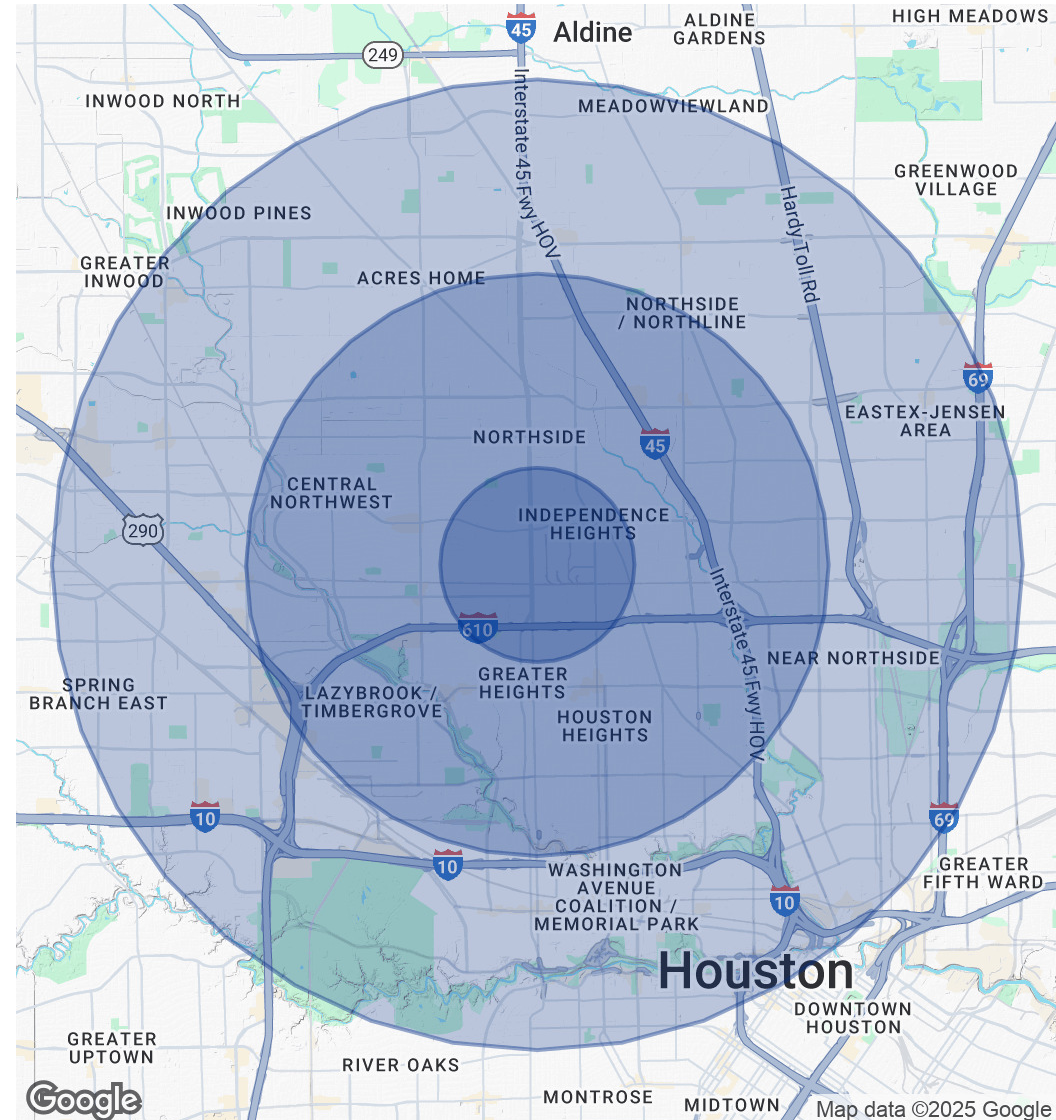 45
Aldine
ALDINE
GARDENS
HIGH MEADOWS
249
INWOOD NORTH
MEADOWVIEWLAND
Interstate 45 Fwy HOV
GREENWOOD
VILLAGE
INWOOD PINES
Hardy Toll Rd
GREATER
INWOOD
ACRES HOME
NORTHSIDE
/ NORTHLINE
69
EASTEX-JENSEN
AREA
NORTHSIDE
45
CENTRAL
NORTHWEST
290
INDEPENDENCE
HEIGHTS
Interstate 45 Fwy HOV
610
NEAR NORTHSIDE
GREATER
HEIGHTS
SPRING
BRANCH EAST
LAZYBROOK /
TIMBERGROVE
HOUSTON
HEIGHTS
10
69
10
WASHINGTON
AVENUE
COALITION /
MEMORIAL PARK
GREATER
FIFTH WARD
10
Houston
DOWNTOWN
HOUSTON
GREATER
UPTOWN
RIVER OAKS
MONTROSE
MIDTOWN
Google
Map data ©2025 Google